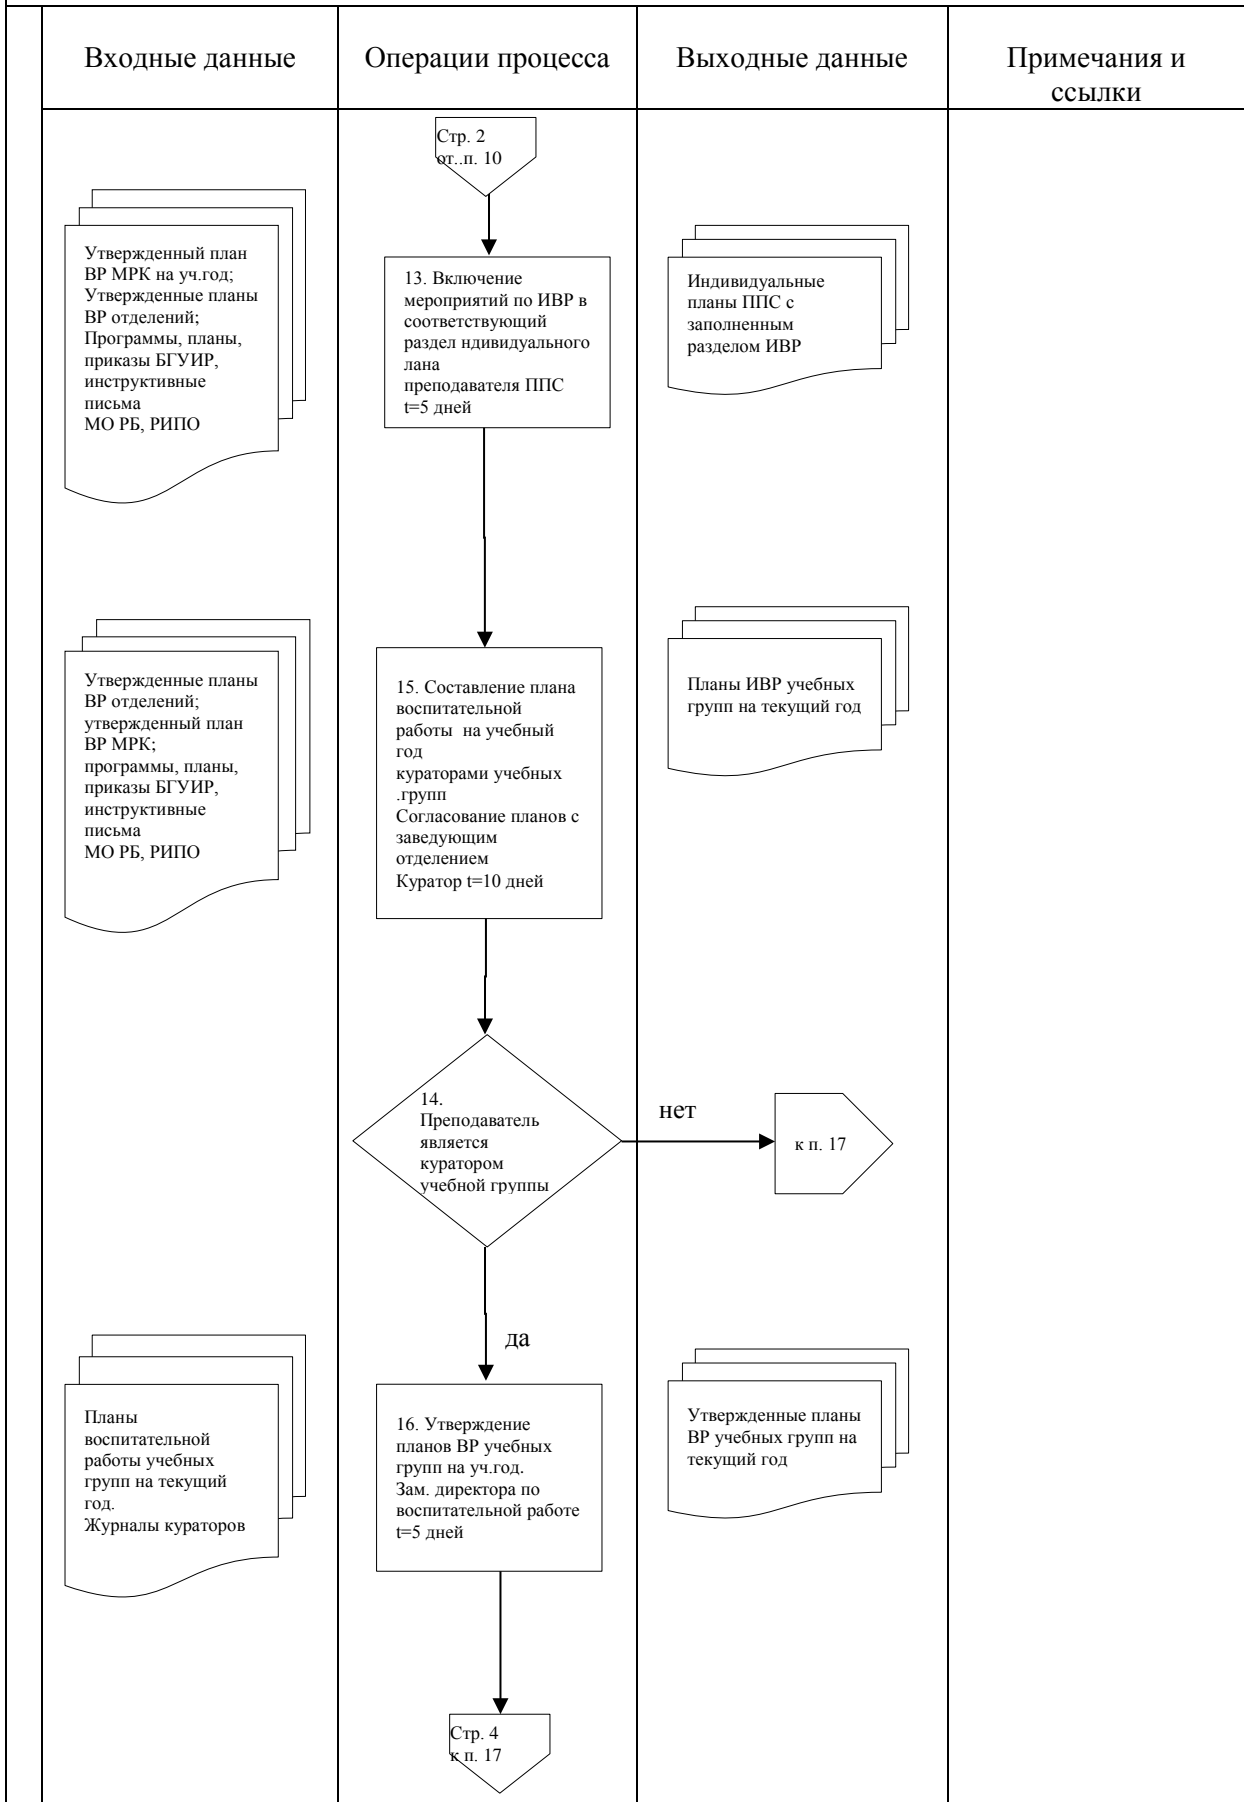 Входные данные
Операции процесса
Выходные данные
Примечания и
ссылки
Стр. 2
от..п. 10
Утвержденный план
ВР МРК на уч.год;
Утвержденные планы
ВР отделений;
Программы, планы,
приказы БГУИР,
инструктивные
письма
МО РБ, РИПО
13. Включение
мероприятий по ИВР в
соответствующий
раздел ндивидуального
лана
преподавателя ППС
t=5 дней
Индивидуальные
планы ППС с
заполненным
разделом ИВР
Утвержденные планы
ВР отделений;
утвержденный план
ВР МРК;
программы, планы,
приказы БГУИР,
инструктивные
письма
МО РБ, РИПО
15. Составление плана
воспитательной
работы на учебный
год
кураторами учебных
.групп
Согласование планов с
заведующим
отделением
Куратор t=10 дней
Планы ИВР учебных
групп на текущий год
14.
Преподаватель
является
куратором
учебной группы
нет
к п. 17
да
Планы
воспитательной
работы учебных
групп на текущий
год.
Журналы кураторов
16. Утверждение
планов ВР учебных
групп на уч.год.
Зам. директора по
воспитательной работе
t=5 дней
Утвержденные планы
ВР учебных групп на
текущий год
Стр. 4
к п. 17